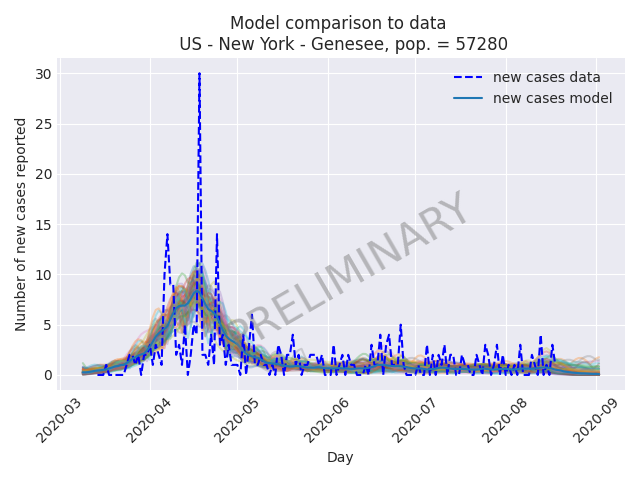 Model comparison to data
US - New York - Genesee, pop. = 57280
new cases data
new cases model
PRELIMINARY
Number of new cases reported
30
25
20
15
10
5
0
2020-03
2020-04
2020-05
2020-06
2020-07
2020-08
2020-09
Day